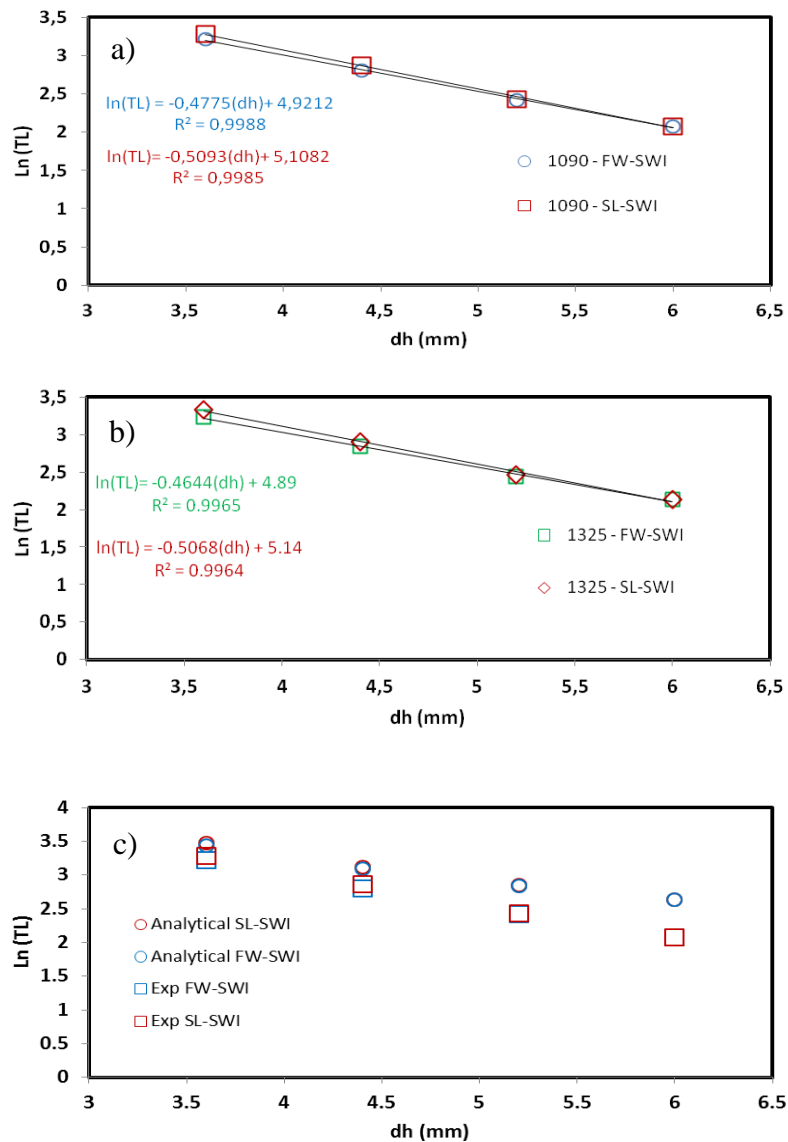 a)
3,5
3
2,5
2
1,5
1
0,5
0
Ln (TL)
ln(TL) = -0,4775(dh)+ 4,9212
R² = 0,9988
ln(TL)= -0,5093(dh)+ 5,1082
R² = 0,9985
1090 - FW-SWI
1090 - SL-SWI
3 3,5 4 4,5 5 5,5 6 6,5
dh (mm)
b)
3,5
3
2,5
2
1,5
1
0,5
0
Ln (TL)
ln(TL)= -0.4644(dh) + 4.89
R² = 0.9965
ln(TL) = -0.5068(dh) + 5.14
R² = 0.9964
1325 - FW-SWI
1325 - SL-SWI
3 3,5 4 4,5 5 5,5 6 6,5
dh (mm)
c)
4
3.5
3
2.5
2
1.5
1
0.5
0
Ln (TL)
Analytical SL-SWI
Analytical FW-SWI
Exp FW-SWI
Exp SL-SWI
3 3.5 4 4.5 5 5.5 6 6.5
dh (mm)